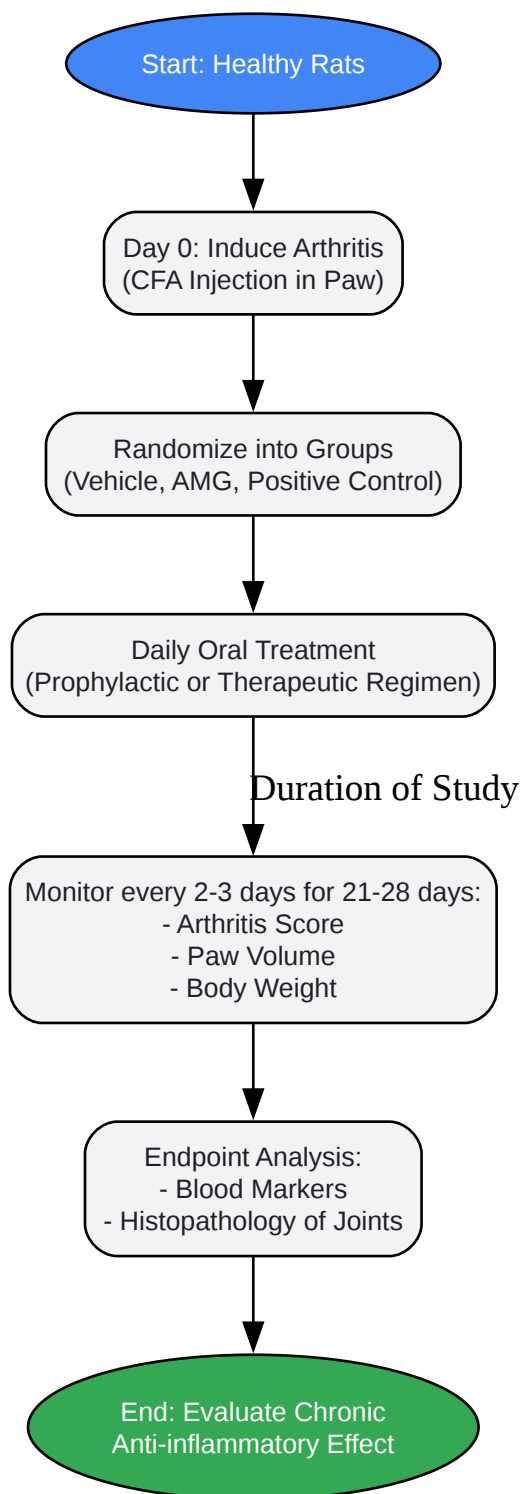 Start: Healthy Rats
Day 0: Induce Arthritis
(CFA Injection in Paw)
Randomize into Groups
(Vehicle, AMG, Positive Control)
Daily Oral Treatment
(Prophylactic or Therapeutic Regimen)
Duration of Study
Monitor every 2-3 days for 21-28 days:
- Arthritis Score
- Paw Volume
- Body Weight
Endpoint Analysis:
- Blood Markers
- Histopathology of Joints
End: Evaluate Chronic
Anti-inflammatory Effect